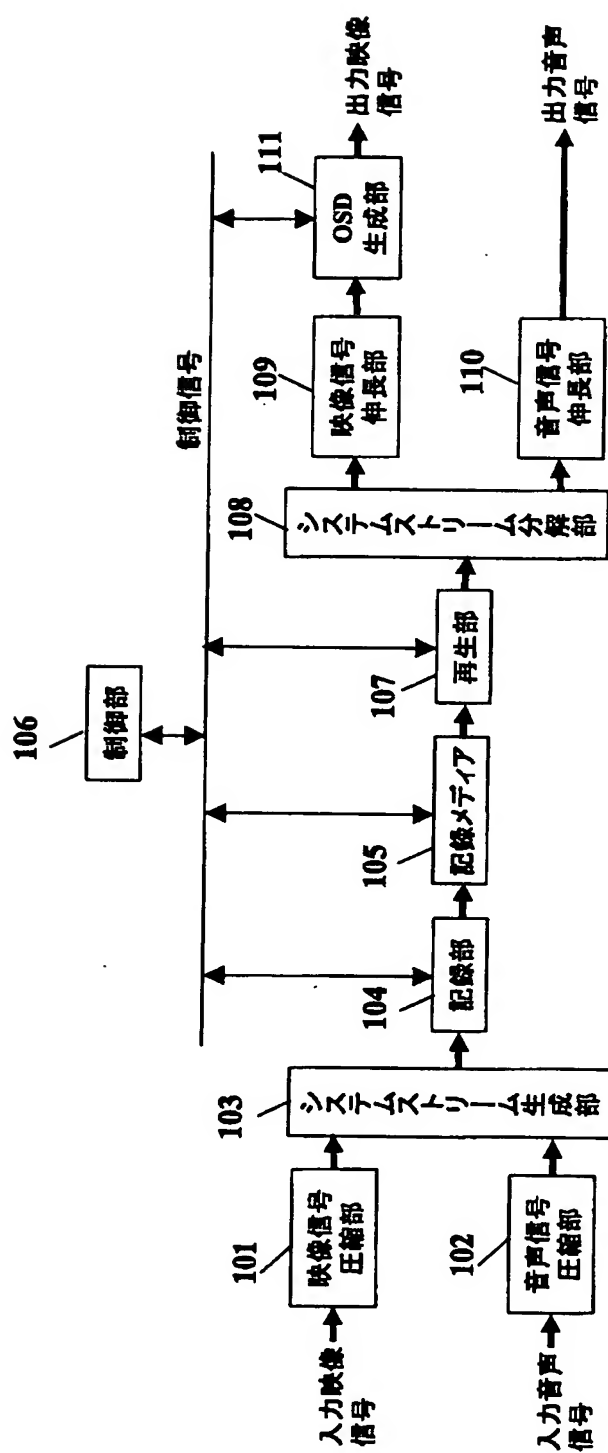 106
制御部
制御信号
入力映像
信号
101
映像信号
圧縮部
入力音声
信号
102
音声信号
圧縮部
103
システムストリーム生成部
104
記録部
105
記録メディア
107
再生部
108
システムストリーム分解部
109
映像信号
伸長部
110
音声信号
伸長部
111
OSD
生成部
出力映像
信号
出力音声
信号